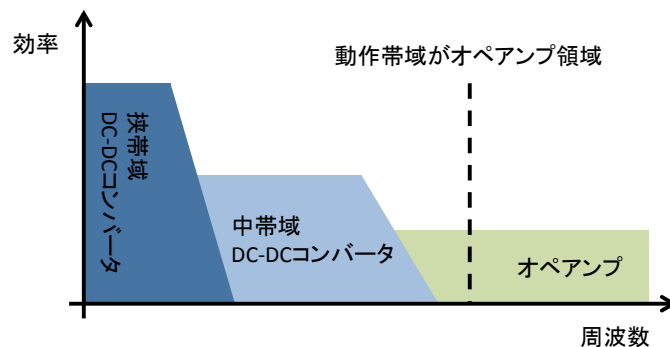 効率
動作帯域がオペアンプ領域
挟帯域
DC-DCコンバータ
中帯域
DC-DCコンバータ
オペアンプ
周波数